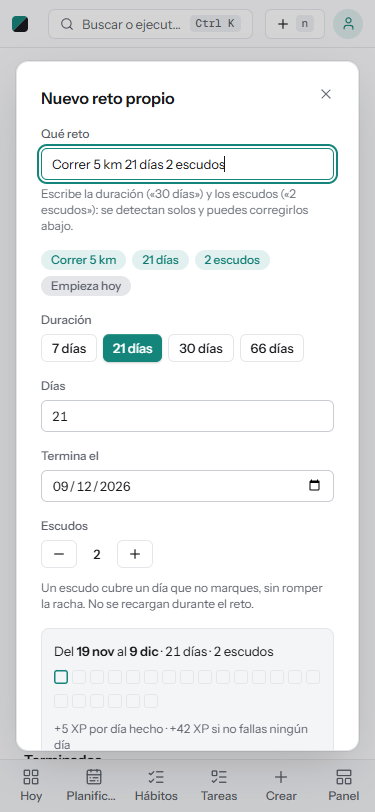 Buscar o ejecut... Ctrl K
n
Nuevo reto propio
Qué reto
Correr 5 km 21 días 2 escudos
Escribe la duración («30 días») y los escudos («2
escudos»): se detectan solos y puedes corregirlos
abajo.
Correr 5 km 21 días 2 escudos
Empieza hoy
Duración
7 días 21 días 30 días 66 días
Días
21
Termina el
09/12/2026
Escudos
2
Un escudo cubre un día que no marques, sin romper
la racha. No se recargan durante el reto.
Del 19 nov al 9 dic · 21 días · 2 escudos
+5 XP por día hecho · +42 XP si no fallas ningún
día
Terminados
Hoy Planific... Hábitos Tareas Crear Panel